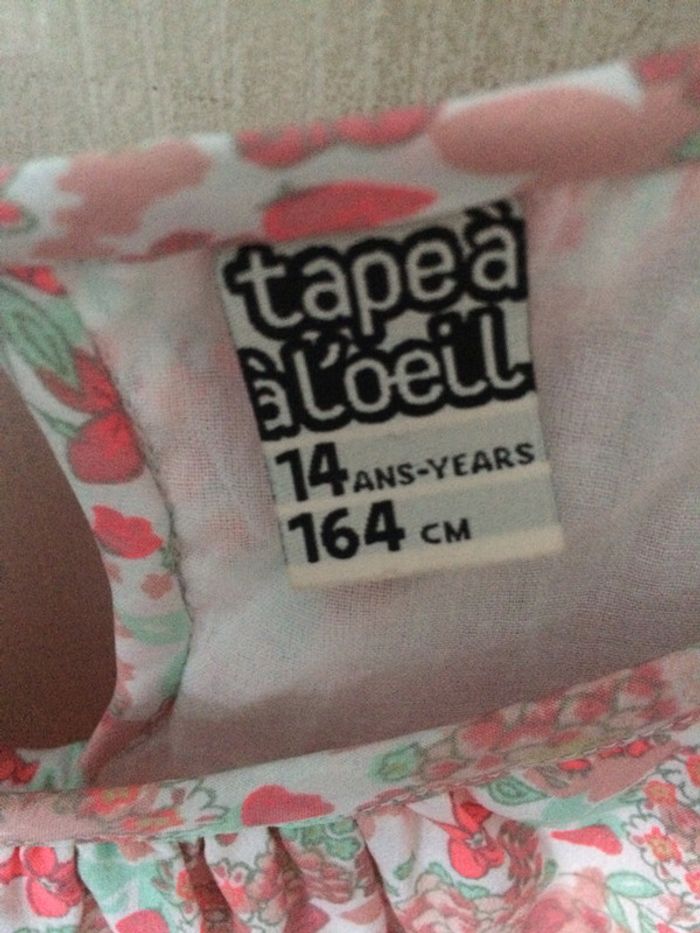 tape à
à l'oeil
14 ANS-YEARS
164 CM